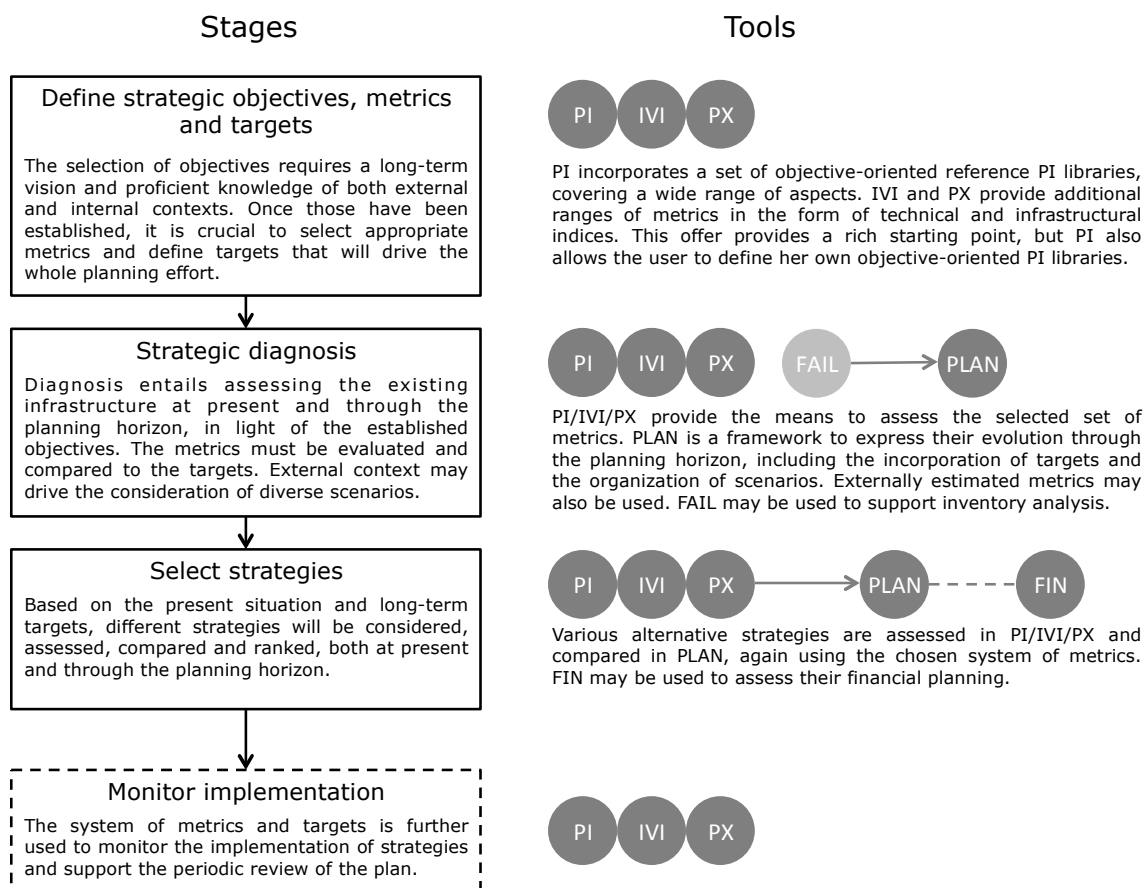 Stages
Tools
Define strategic objectives, metrics
and targets
The selection of objectives requires a long-term
vision and proficient knowledge of both external
and internal contexts. Once those have been
established, it is crucial to select appropriate
metrics and define targets that will drive the
whole planning effort.
PI IVI PX
PI incorporates a set of objective-oriented reference PI libraries,
covering a wide range of aspects. IVI and PX provide additional
ranges of metrics in the form of technical and infrastructural
indices. This offer provides a rich starting point, but PI also
allows the user to define her own objective-oriented PI libraries.
Strategic diagnosis
Diagnosis entails assessing the existing
infrastructure at present and through the
planning horizon, in light of the established
objectives. The metrics must be evaluated and
compared to the targets. External context may
drive the consideration of diverse scenarios.
PI IVI PX FAIL PLAN
PI/IVI/PX provide the means to assess the selected set of
metrics. PLAN is a framework to express their evolution through
the planning horizon, including the incorporation of targets and
the organization of scenarios. Externally estimated metrics may
also be used. FAIL may be used to support inventory analysis.
Select strategies
Based on the present situation and long-term
targets, different strategies will be considered,
assessed, compared and ranked, both at present
and through the planning horizon.
PI IVI PX PLAN FIN
Various alternative strategies are assessed in PI/IVI/PX and
compared in PLAN, again using the chosen system of metrics.
FIN may be used to assess their financial planning.
Monitor implementation
The system of metrics and targets is further
used to monitor the implementation of strategies
and support the periodic review of the plan.
PI IVI PX